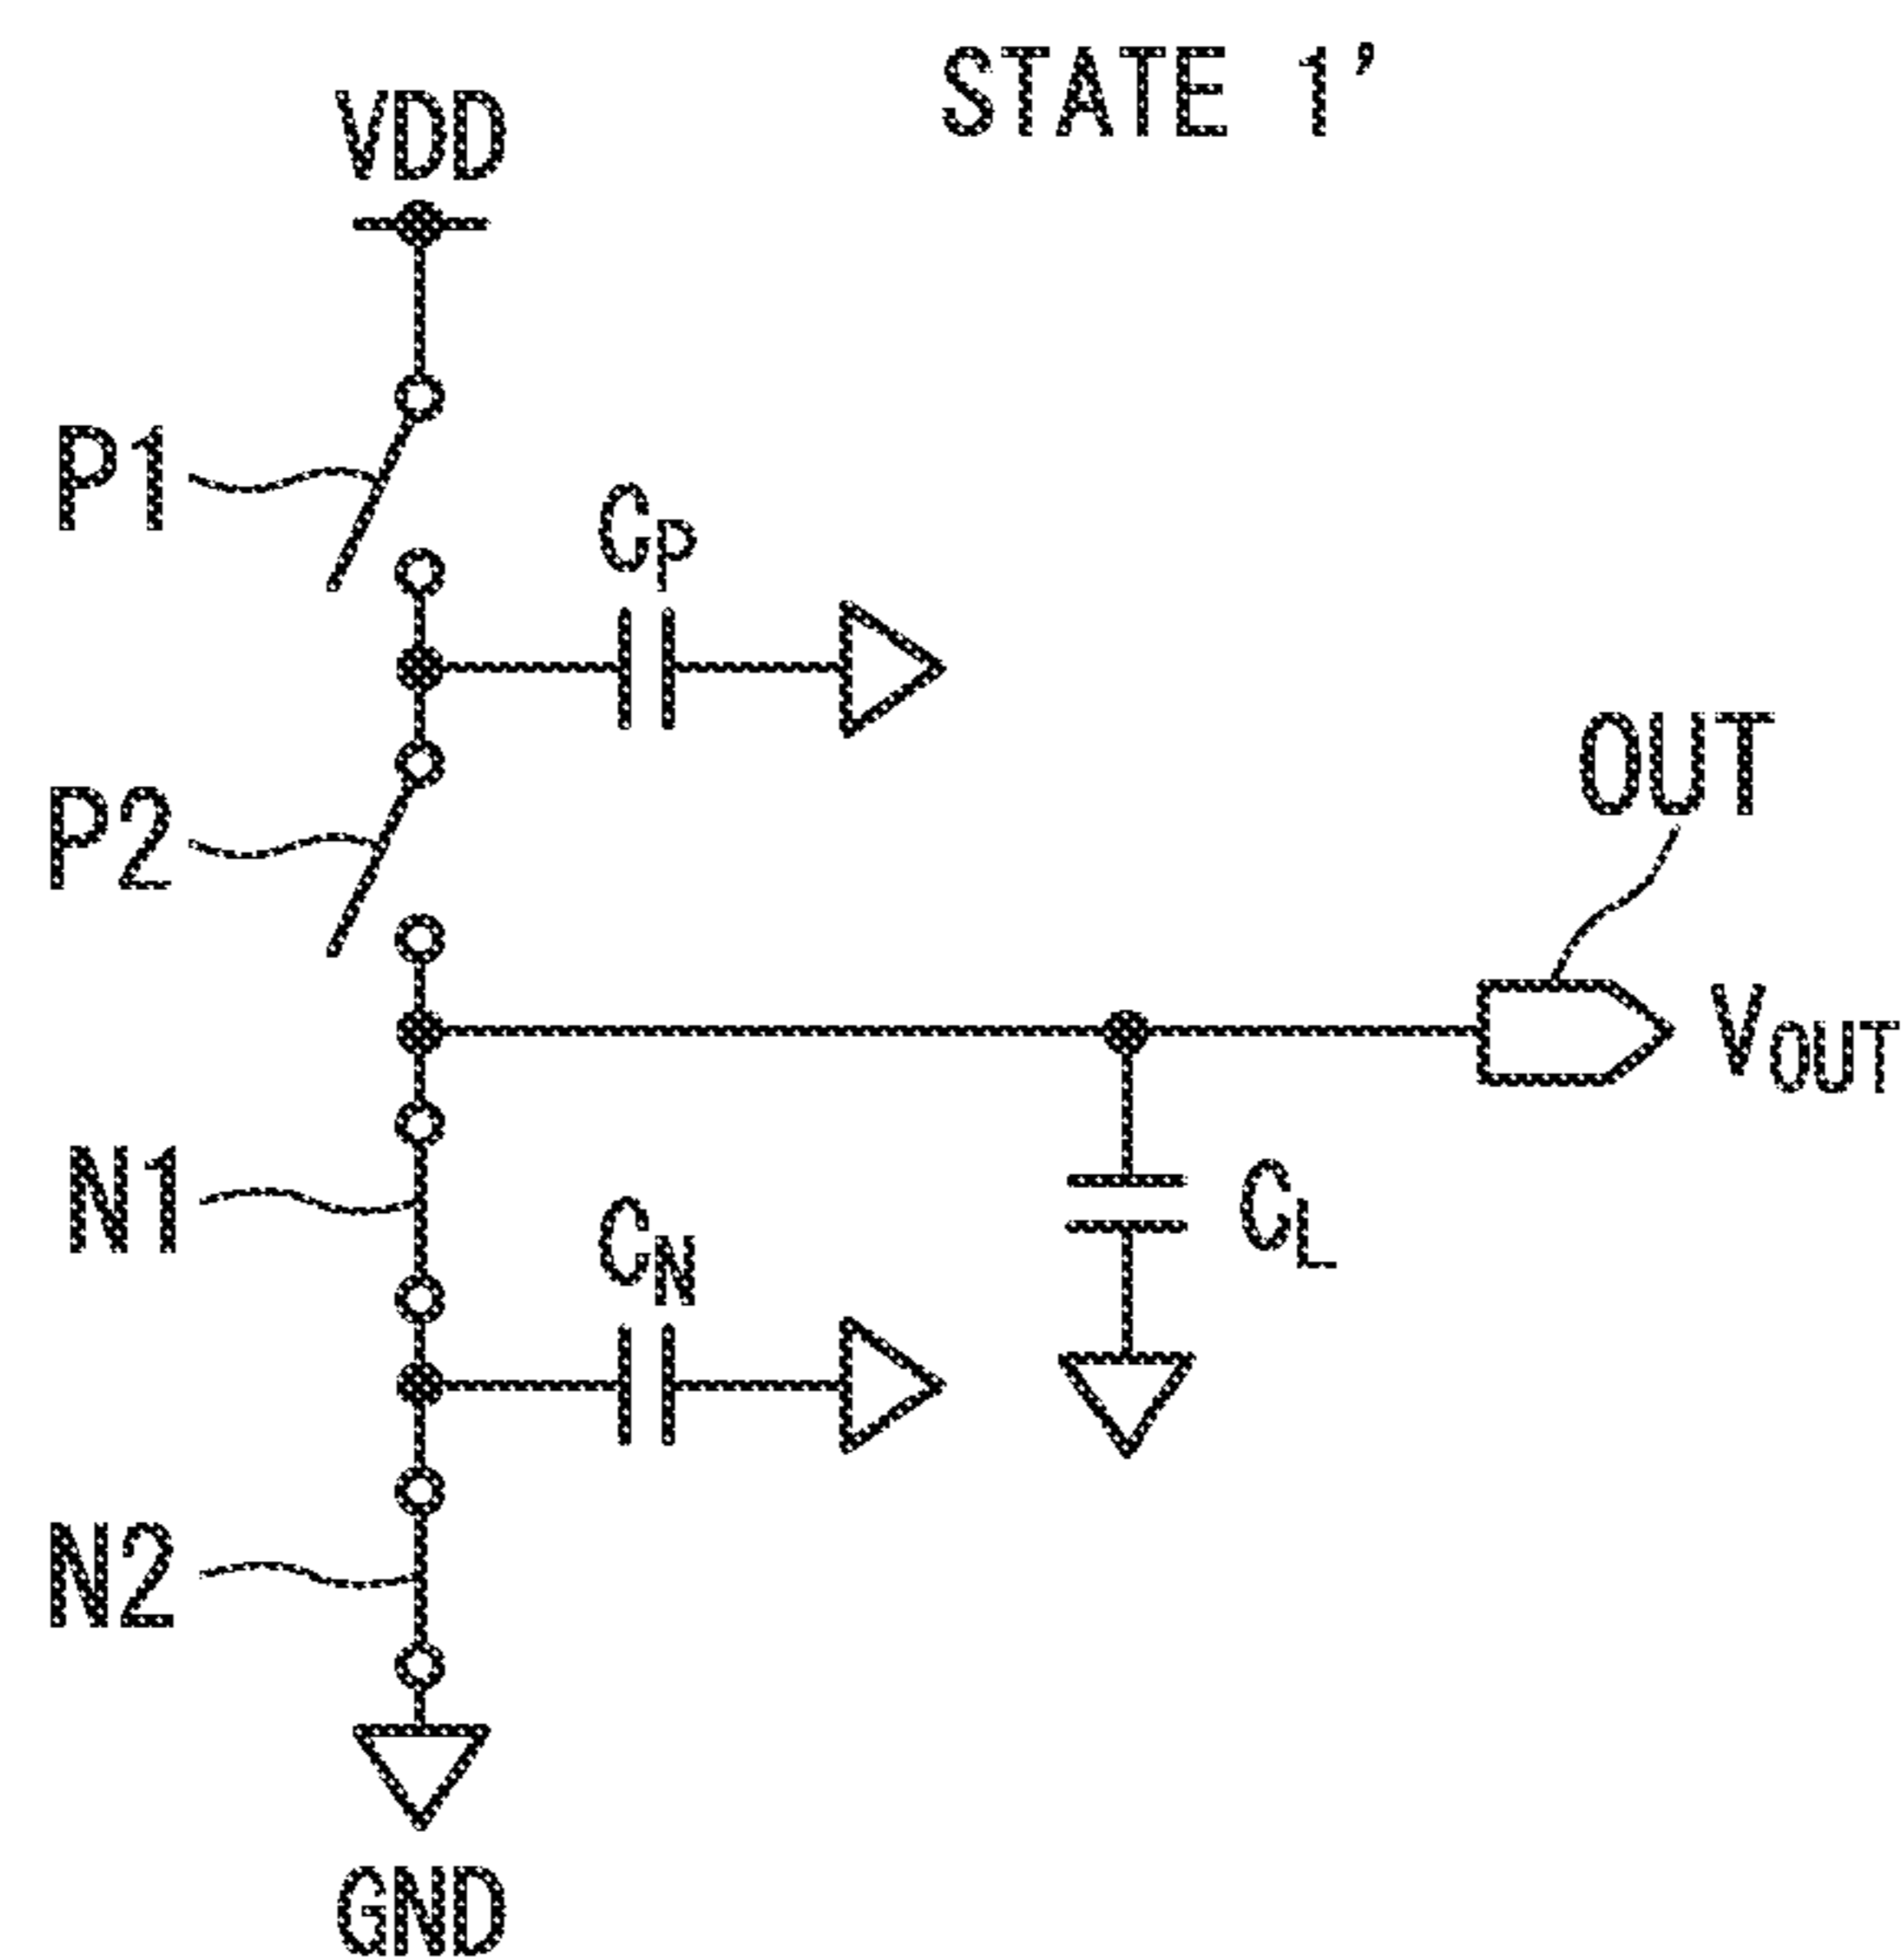 STATE 1'
VDD
P1
CP
P2
OUT
VOUT
N1
CN
CL
N2
GND